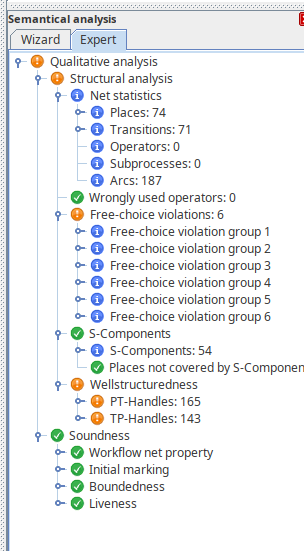 Semantical analysis
Wizard Expert
Qualitative analysis
Structural analysis
Net statistics
Places: 74
Transitions: 71
Operators: 0
Subprocesses: 0
Arcs: 187
Wrongly used operators: 0
Free-choice violations: 6
Free-choice violation group 1
Free-choice violation group 2
Free-choice violation group 3
Free-choice violation group 4
Free-choice violation group 5
Free-choice violation group 6
S-Components
S-Components: 54
Places not covered by S-Componen
Wellstructuredness
PT-Handles: 165
TP-Handles: 143
Soundness
Workflow net property
Initial marking
Boundedness
Liveness